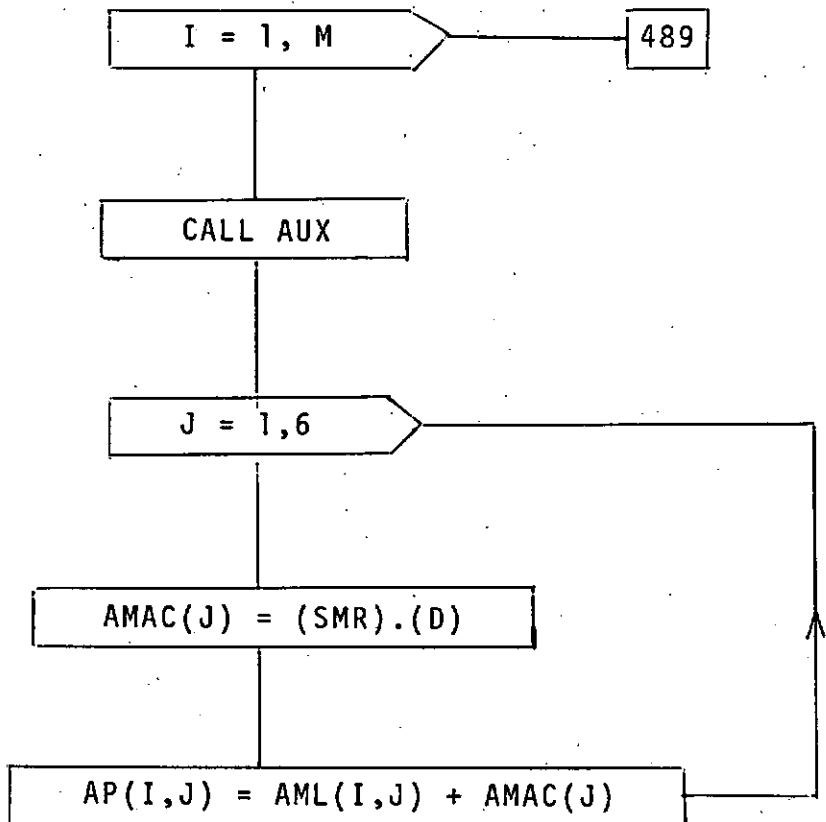 I = 1, M
489
CALL AUX
J = 1,6
AMAC(J) = (SMR).(D)
AP(I,J) = AML(I,J) + AMAC(J)